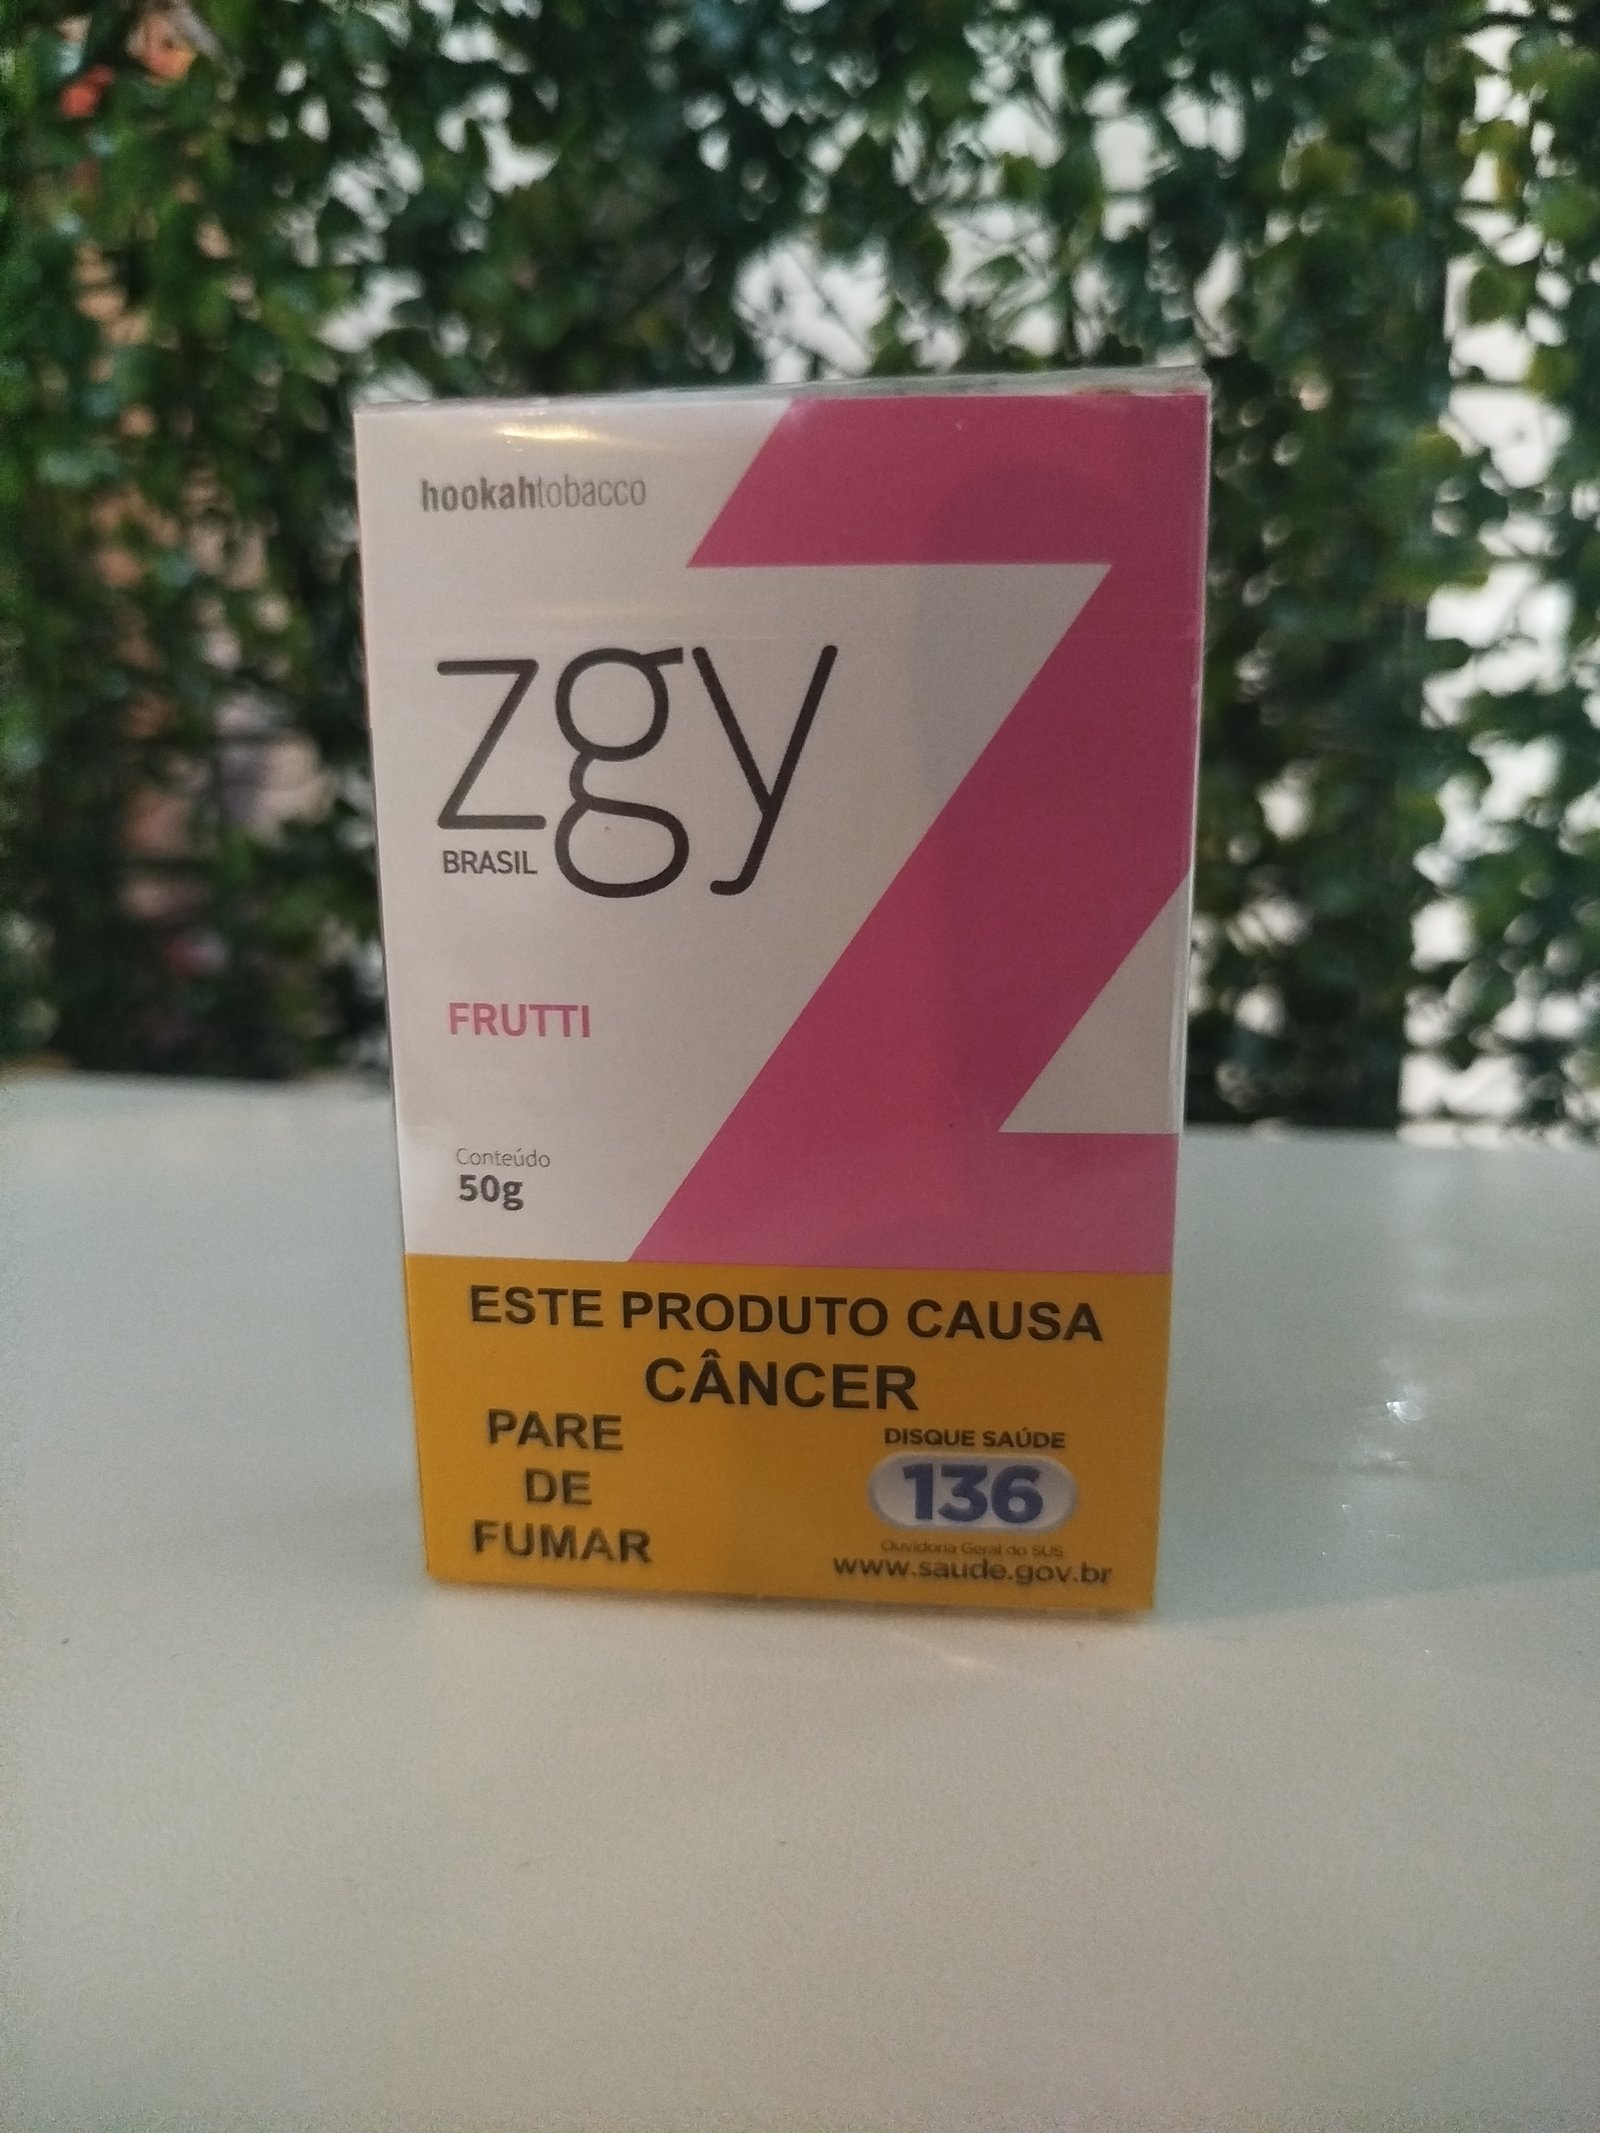 hookahtobacco
zgy
BRASIL
FRUTTI
Conteúdo
50g
ESTE PRODUTO CAUSA
CÂNCER
PARE
DE
FUMAR
DISQUE SAÚDE
136
Ouvidoria Geral do SUS
www.saude.gov.br